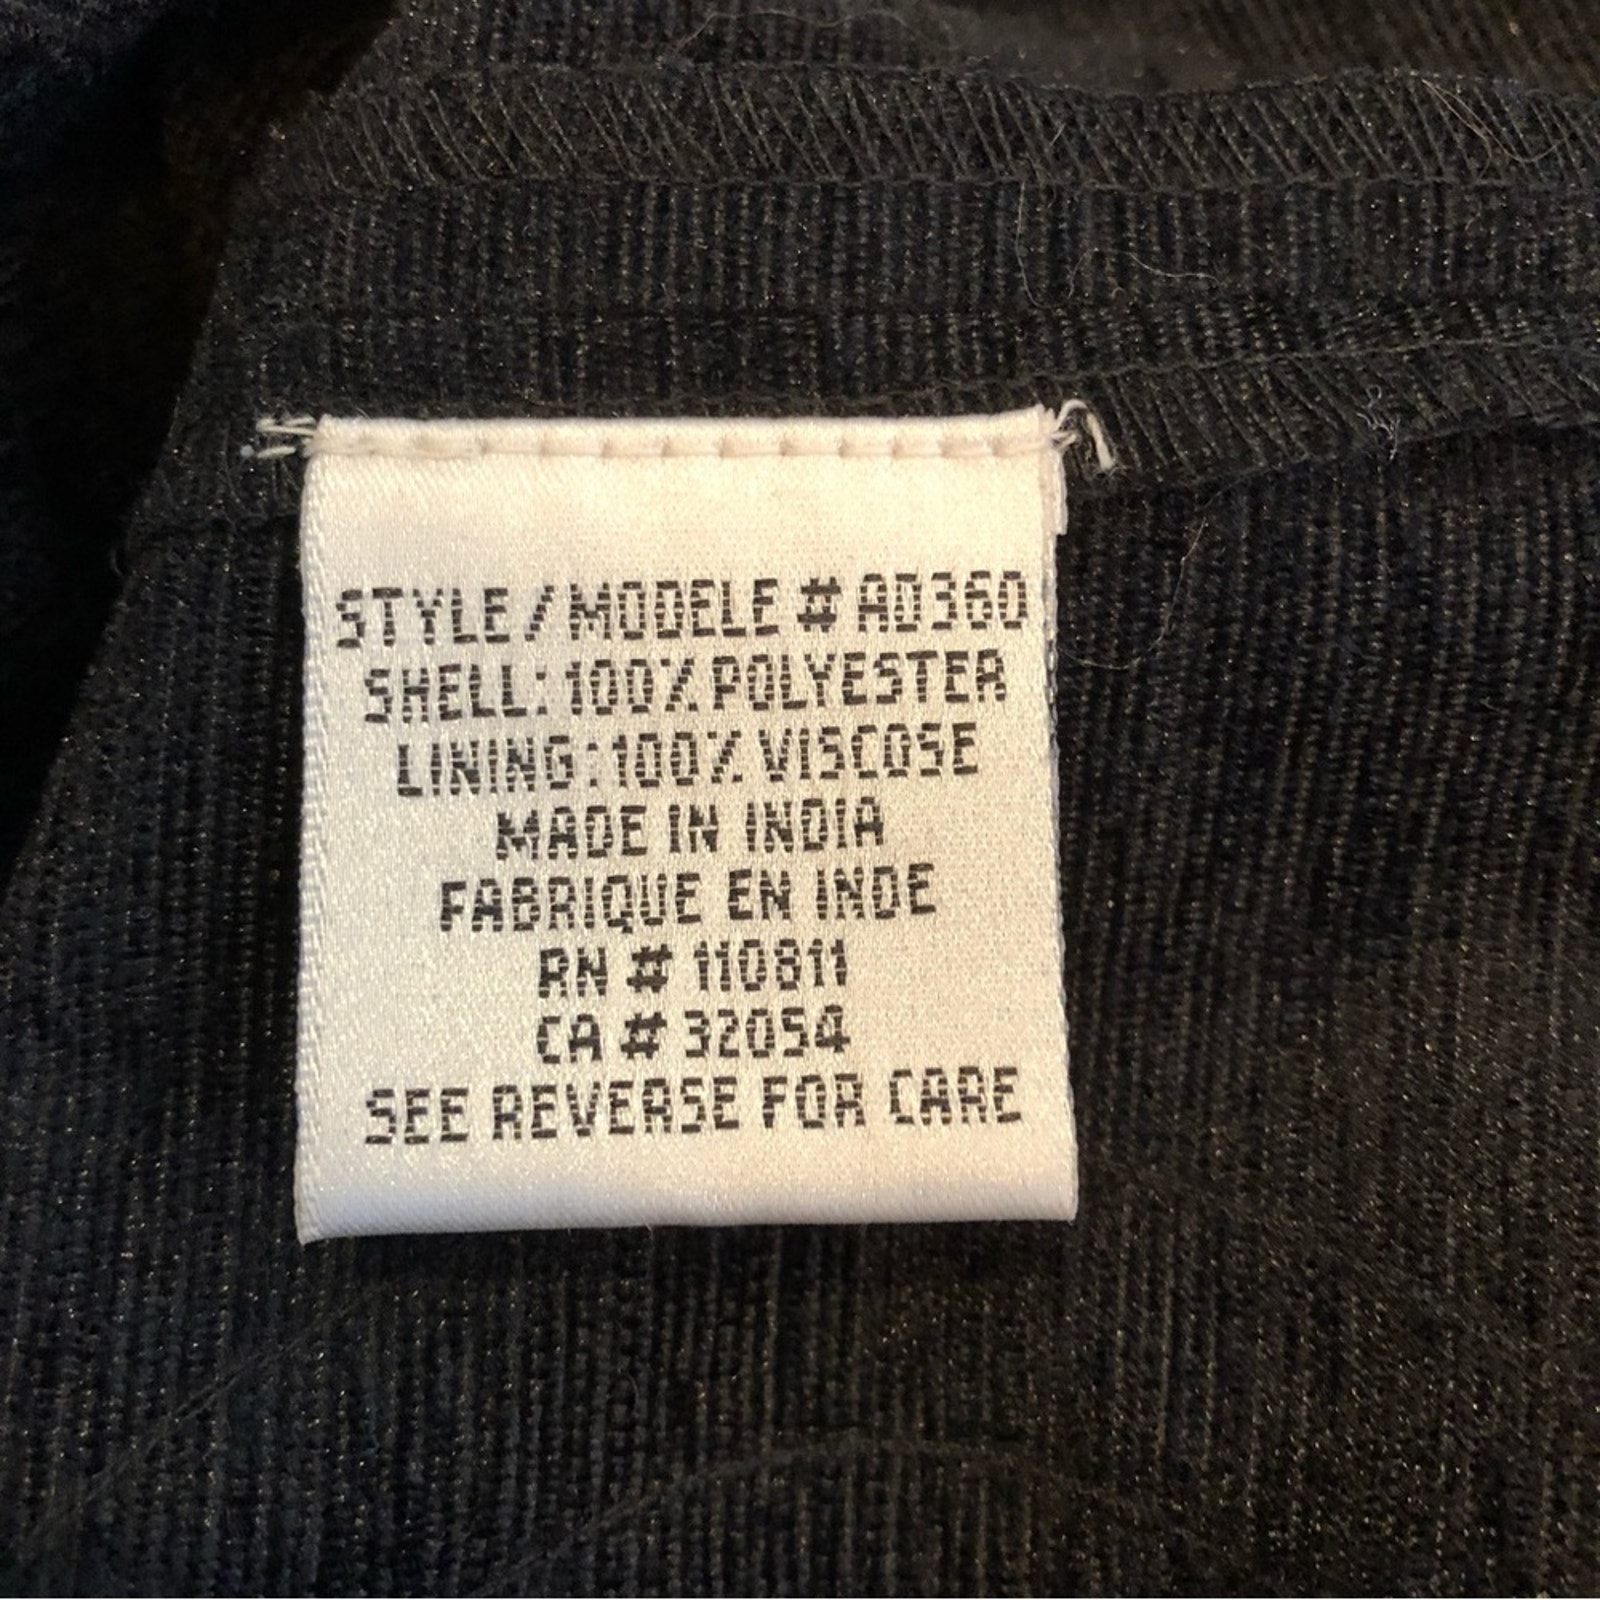 STYLE/MODELE # AD360
SHELL: 100% POLYESTER
LINING: 100% VISCOSE
MADE IN INDIA
FABRIQUE EN INDE
RN # 110811
CA # 32054
SEE REVERSE FOR CARE